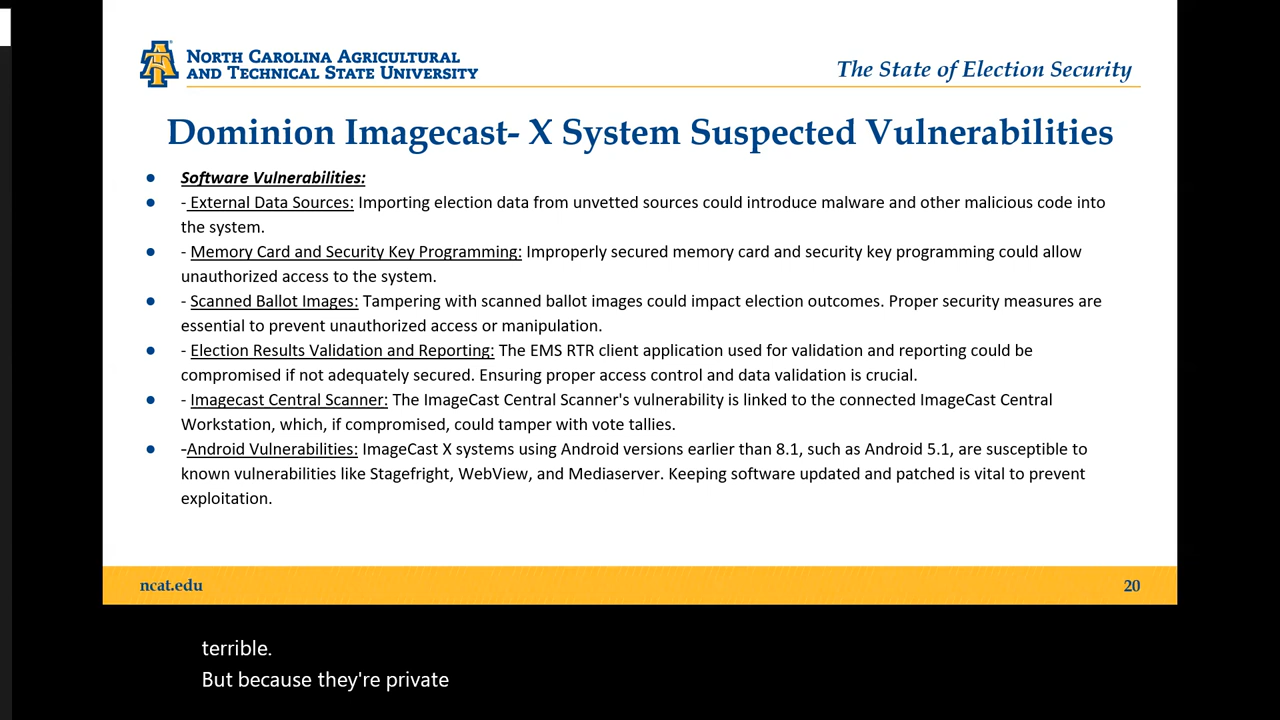 NORTH CAROLINA AGRICULTURAL
AND TECHNICAL STATE UNIVERSITY
The State of Election Security
Dominion Imagecast- X System Suspected Vulnerabilities
● Software Vulnerabilities:
● - External Data Sources: Importing election data from unvetted sources could introduce malware and other malicious code into
the system.
● - Memory Card and Security Key Programming: Improperly secured memory card and security key programming could allow
unauthorized access to the system.
● - Scanned Ballot Images: Tampering with scanned ballot images could impact election outcomes. Proper security measures are
essential to prevent unauthorized access or manipulation.
● - Election Results Validation and Reporting: The EMS RTR client application used for validation and reporting could be
compromised if not adequately secured. Ensuring proper access control and data validation is crucial.
● - Imagecast Central Scanner: The ImageCast Central Scanner's vulnerability is linked to the connected ImageCast Central
Workstation, which, if compromised, could tamper with vote tallies.
● -Android Vulnerabilities: ImageCast X systems using Android versions earlier than 8.1, such as Android 5.1, are susceptible to
known vulnerabilities like Stagefright, WebView, and Mediaserver. Keeping software updated and patched is vital to prevent
exploitation.
ncat.edu
20
terrible.
But because they're private